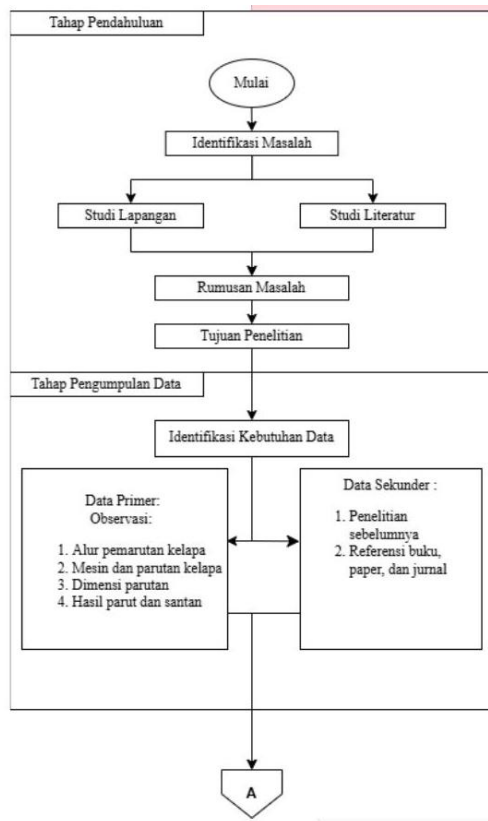 Tahap Pendahuluan
Mulai
Identifikasi Masalah
Studi Lapangan
Studi Literatur
Rumusan Masalah
Tujuan Penelitian
Tahap Pengumpulan Data
Identifikasi Kebutuhan Data
Data Primer:
Observasi:
1. Alur pemarutan kelapa
2. Mesin dan parutan kelapa
3. Dimensi parutan
4. Hasil parut dan santan
Data Sekunder :
1. Penelitian
sebelumnya
2. Referensi buku,
paper, dan jurnal
A